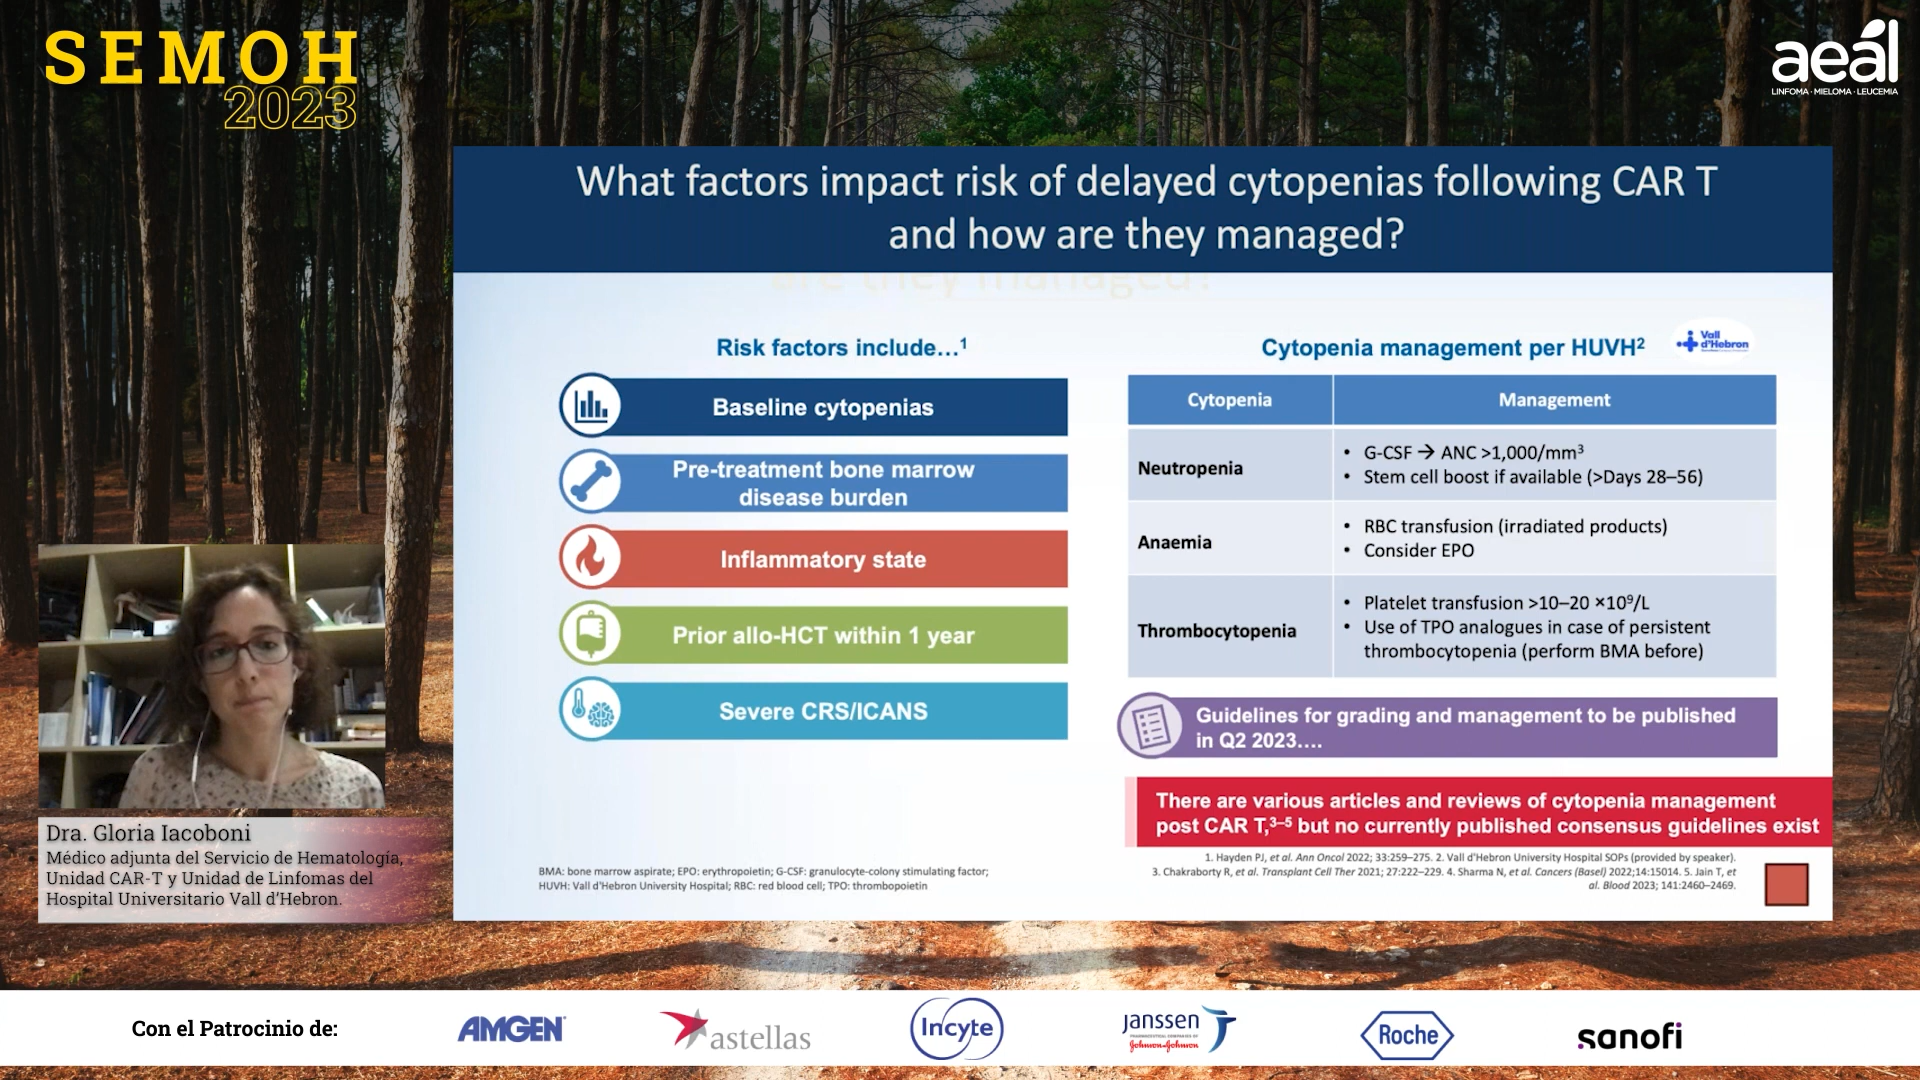 SEMOH
2023
aeál
LINFOMA · MIELOMA · LEUCEMIA
What factors impact risk of delayed cytopenias following CAR T
and how are they managed?
are they managed?
Risk factors include…¹
Baseline cytopenias
Pre-treatment bone marrow
disease burden
Inflammatory state
Prior allo-HCT within 1 year
Severe CRS/ICANS
Cytopenia management per HUVH²
Vall
d'Hebron
Cytopenia
Management
Neutropenia
• G-CSF → ANC >1,000/mm³
• Stem cell boost if available (>Days 28–56)
Anaemia
• RBC transfusion (irradiated products)
• Consider EPO
Thrombocytopenia
• Platelet transfusion >10–20 ×10⁹/L
• Use of TPO analogues in case of persistent
thrombocytopenia (perform BMA before)
Guidelines for grading and management to be published
in Q2 2023….
There are various articles and reviews of cytopenia management
post CAR T,³⁻⁵ but no currently published consensus guidelines exist
BMA: bone marrow aspirate; EPO: erythropoietin; G-CSF: granulocyte-colony stimulating factor;
HUVH: Vall d'Hebron University Hospital; RBC: red blood cell; TPO: thrombopoietin
1. Hayden PJ, et al. Ann Oncol 2022; 33:259–275. 2. Vall d'Hebron University Hospital SOPs (provided by speaker).
3. Chakraborty R, et al. Transplant Cell Ther 2021; 27:222–229. 4. Sharma N, et al. Cancers (Basel) 2022;14:15014. 5. Jain T, et
al. Blood 2023; 141:2460–2469.
Dra. Gloria Iacoboni
Médico adjunta del Servicio de Hematología,
Unidad CAR-T y Unidad de Linfomas del
Hospital Universitario Vall d'Hebron.
Con el Patrocinio de:
AMGEN
astellas
Incyte
janssen
PHARMACEUTICAL COMPANIES OF
Johnson & Johnson
Roche
sanofi